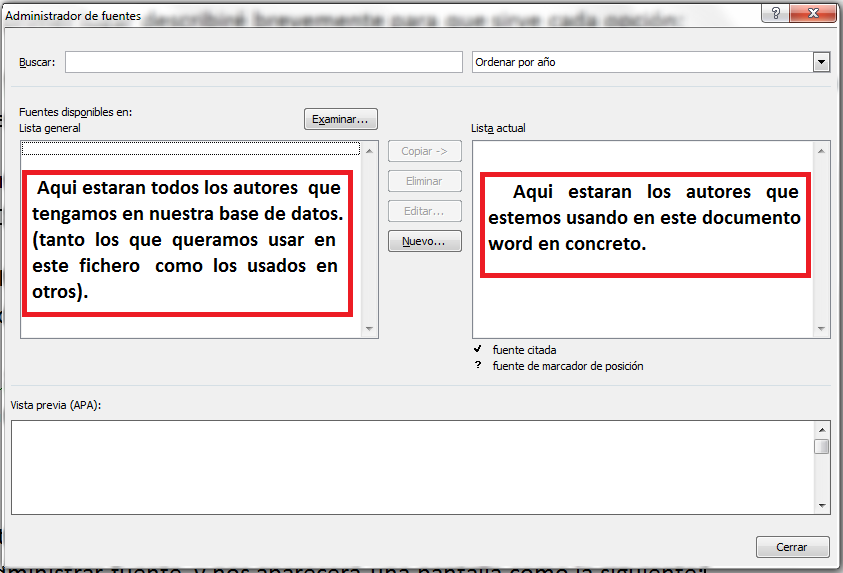 describiré brevemente para que sirve cada opción:
Administrador de fuentes
Buscar:
Ordenar por año
Fuentes disponibles en:
Lista general
Examinar...
Lista actual
Copiar ->
Eliminar
Editar...
Nuevo...
Aqui estaran todos los autores que
tengamos en nuestra base de datos.
(tanto los que queramos usar en
este fichero como los usados en
otros).
Aqui estaran los autores que
estemos usando en este documento
word en concreto.
✓ fuente citada
? fuente de marcador de posición
Vista previa (APA):
Cerrar
fuente y nos aparecerá una pantalla como la siguiente